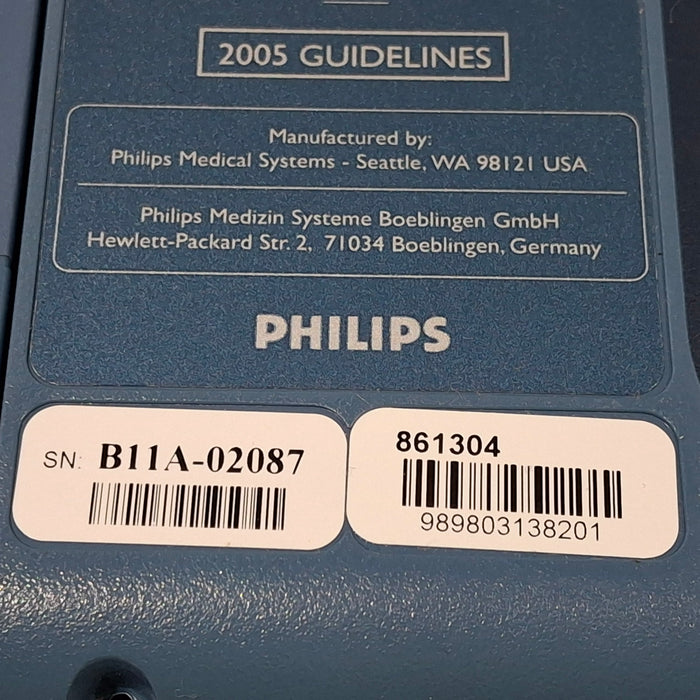 2005 GUIDELINES
Manufactured by:
Philips Medical Systems - Seattle, WA 98121 USA
Philips Medizin Systeme Boeblingen GmbH
Hewlett-Packard Str. 2, 71034 Boeblingen, Germany
PHILIPS
SN: B11A-02087
861304
989803138201